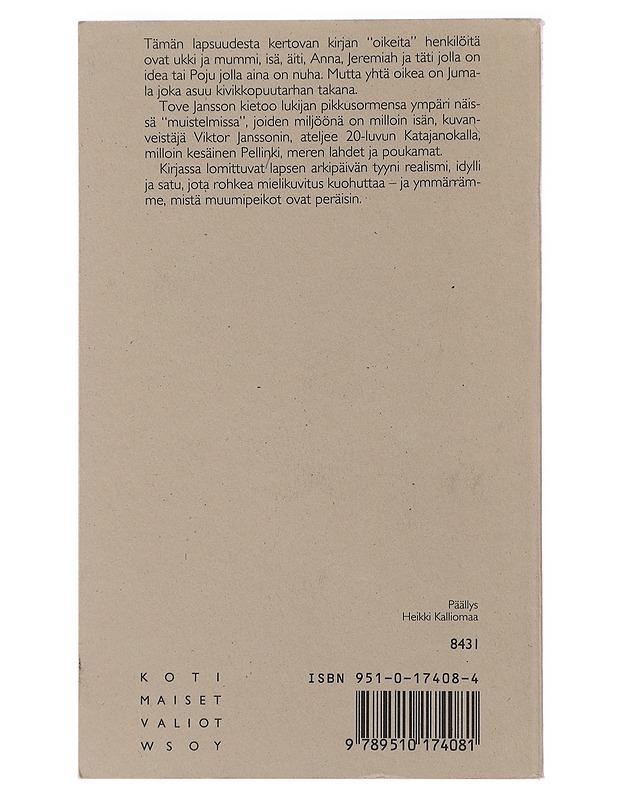 Tämän lapsuudesta kertovan kirjan "oikeita" henkilöitä
ovat ukki ja mummi, isä, äiti, Anna, Jeremiah ja täti jolla on
idea tai Poju jolla aina on nuha. Mutta yhtä oikea on Juma-
la joka asuu kivikkopuutarhan takana.
Tove Jansson kietoo lukijan pikkusormensa ympäri näis-
sä "muistelmissa", joiden miljöönä on milloin isän, kuvan-
veistäjä Viktor Janssonin, ateljee 20-luvun Katajanokalla,
milloin kesäinen Pellinki, meren lahdet ja poukamat.
Kirjassa lomittuvat lapsen arkipäivän tyyni realismi, idylli
ja satu, jota rohkea mielikuvitus kuohuttaa – ja ymmärräm-
me, mistä muumipeikot ovat peräisin.
Päällys
Heikki Kalliomaa
8431
KOTI
MAISET
VALIOT
WSOY
ISBN 951-0-17408-4
9 789510 174081